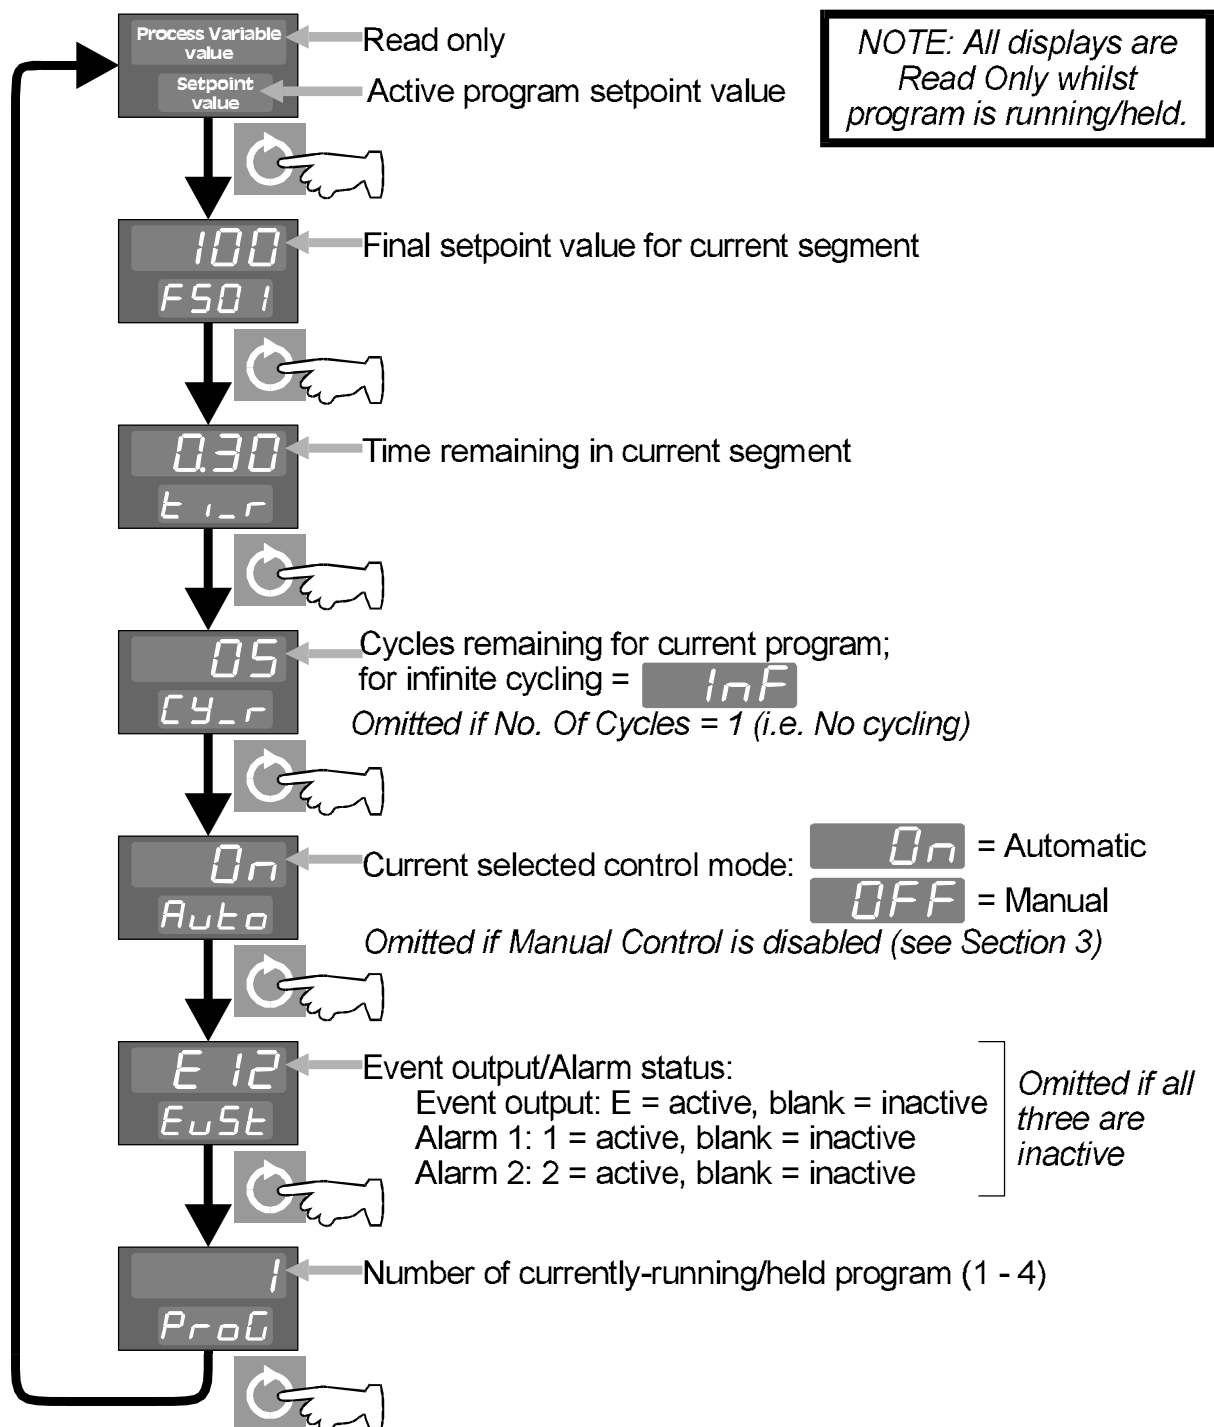 Process Variable
value
Read only
Setpoint
value
Active program setpoint value
NOTE: All displays are
Read Only whilst
program is running/held.
100
FS01
Final setpoint value for current segment
0.30
ti_r
Time remaining in current segment
05
CY_r
Cycles remaining for current program;
for infinite cycling = InF
Omitted if No. Of Cycles = 1 (i.e. No cycling)
On
Auto
Current selected control mode:
On = Automatic
OFF = Manual
Omitted if Manual Control is disabled (see Section 3)
E12
EvSt
Event output/Alarm status:
Event output: E = active, blank = inactive
Alarm 1: 1 = active, blank = inactive
Alarm 2: 2 = active, blank = inactive
Omitted if all
three are
inactive
1
ProG
Number of currently-running/held program (1 - 4)